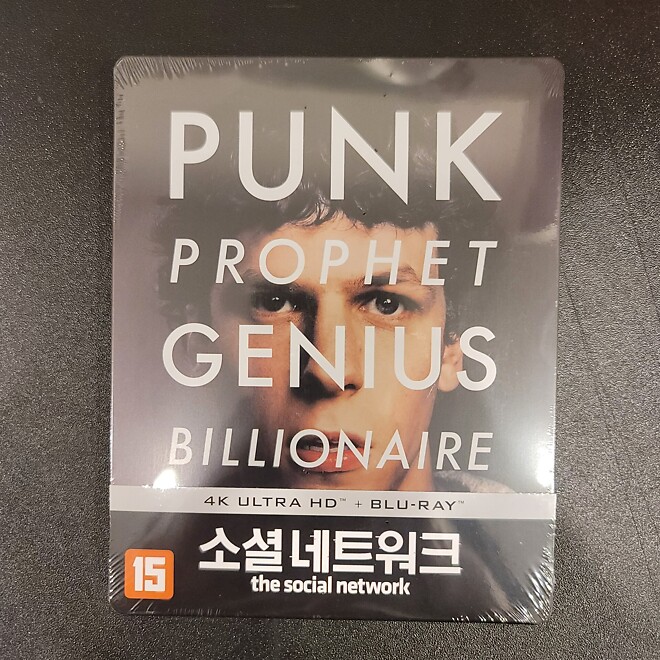 PUNK
PROPHET
GENIUS
BILLIONAIRE
4K ULTRA HD™ + BLU-RAY™
소셜 네트워크
15
the social network